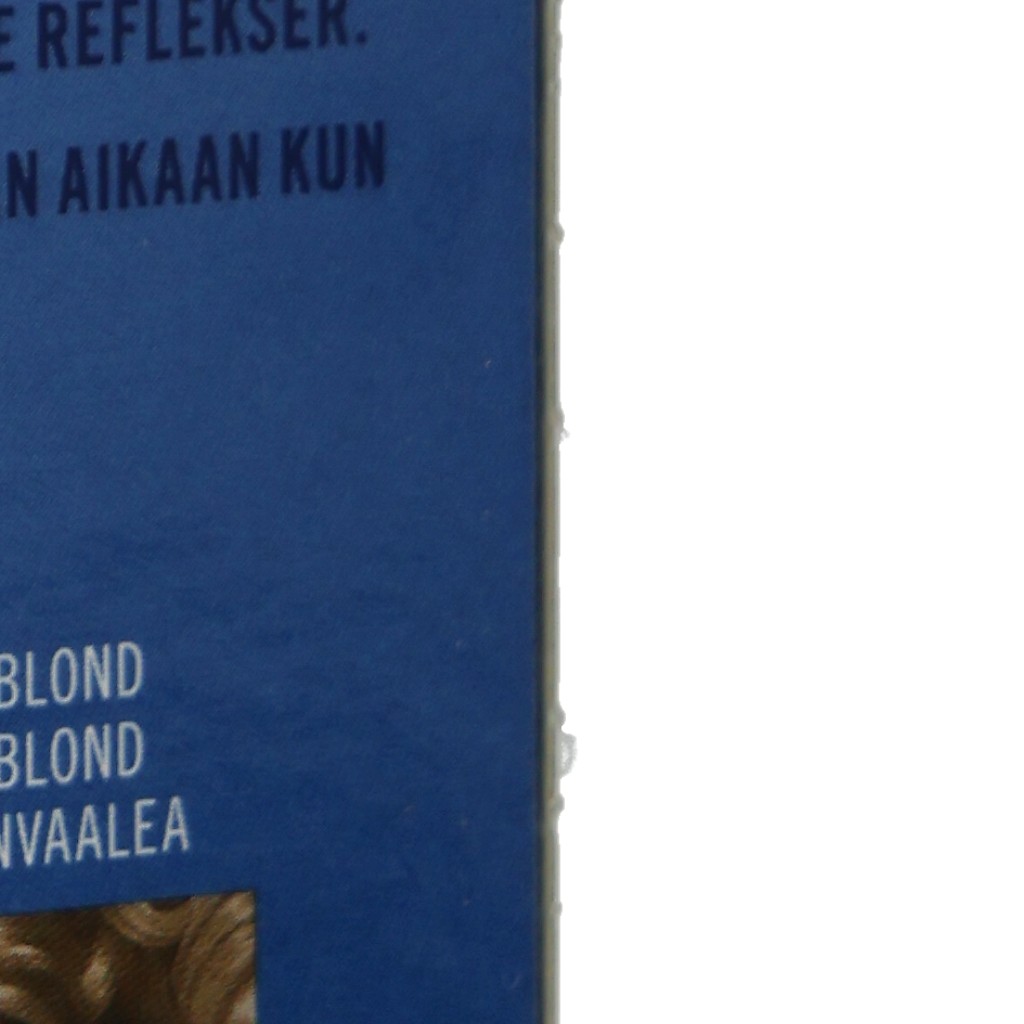 E REFLEKSER.
N AIKAAN KUN
BLOND
BLOND
NVAALEA